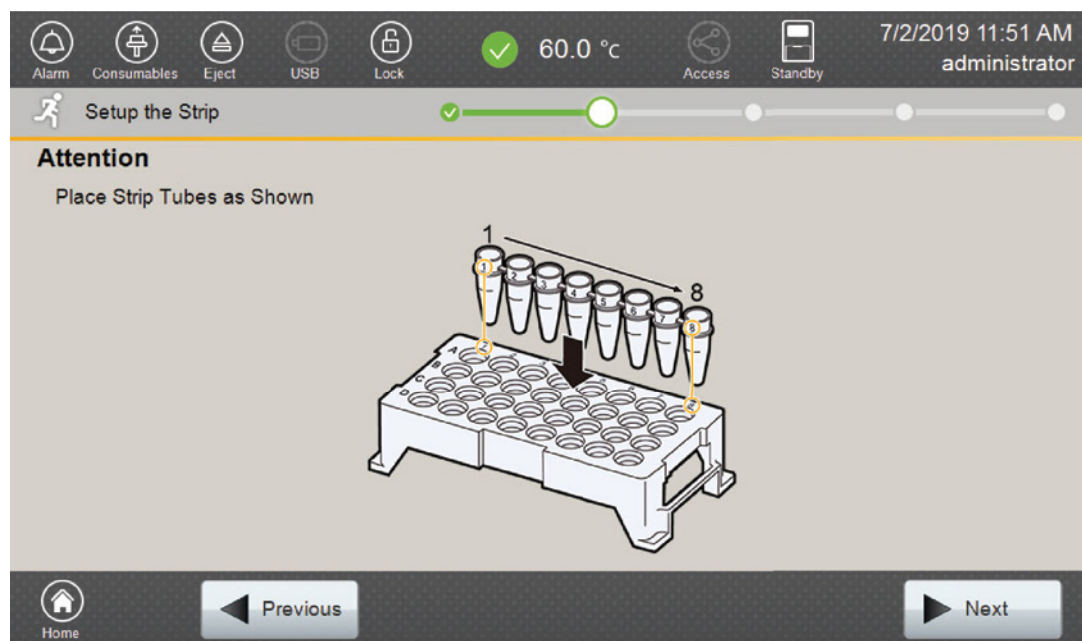 7/2/2019 11:51 AM
60.0 °c
administrator
Alarm
Consumables
Eject
USB
Lock
Access
Standby
Setup the Strip
Attention
Place Strip Tubes as Shown
1
8
1
2
3
4
5
6
7
8
A
B
C
D
Previous
Next
Home